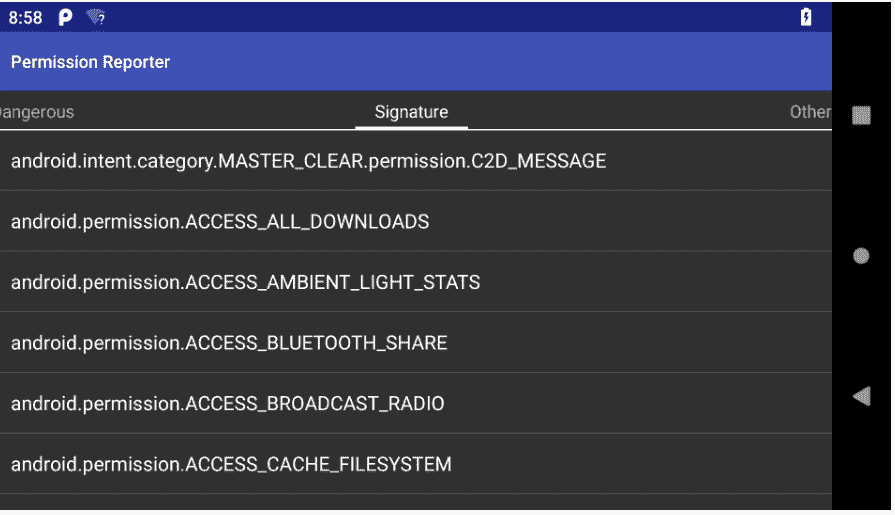 8:58
Permission Reporter
angerous Signature Other
android.intent.category.MASTER_CLEAR.permission.C2D_MESSAGE
android.permission.ACCESS_ALL_DOWNLOADS
android.permission.ACCESS_AMBIENT_LIGHT_STATS
android.permission.ACCESS_BLUETOOTH_SHARE
android.permission.ACCESS_BROADCAST_RADIO
android.permission.ACCESS_CACHE_FILESYSTEM